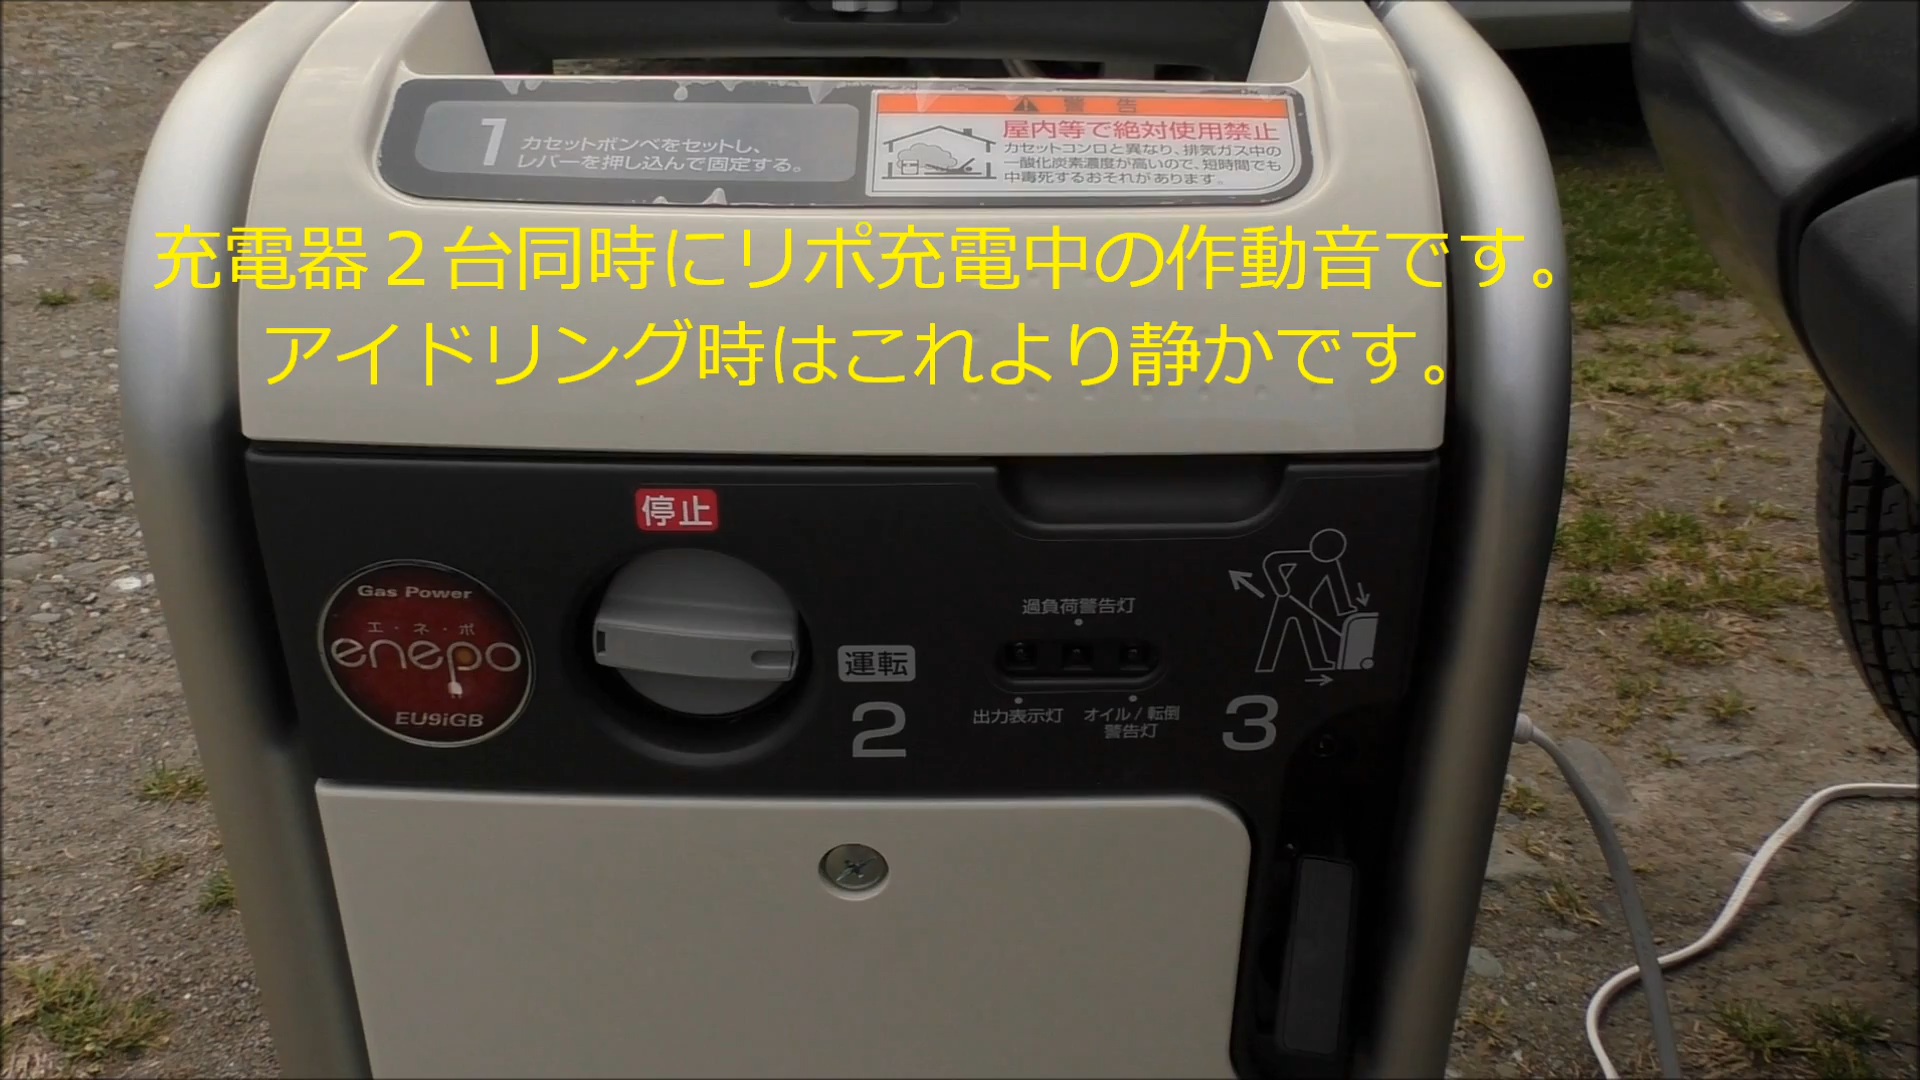 1
カセットボンベをセットし、
レバーを押し込んで固定する。
警告
屋内等で絶対使用禁止
カセットコンロと異なり、排気ガス中の
一酸化炭素濃度が高いので、短時間でも
中毒死するおそれがあります。
充電器２台同時にリポ充電中の作動音です。
アイドリング時はこれより静かです。
停止
Gas Power
エ・ネ・ポ
enepo
EU9iGB
運転
2
過負荷警告灯
出力表示灯
オイル/転倒
警告灯
3